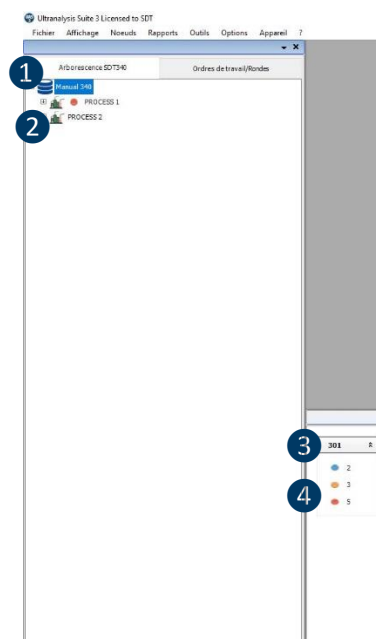 Ultranalysis Suite 3 Licensed to SDT
Fichier Affichage Noeuds Rapports Outils Options Appareil ?
1
Arborescence SDT340 Ordres de travail/Rondes
Manual 340
PROCESS 1
2
PROCESS 2
3 301
2
3
4
5